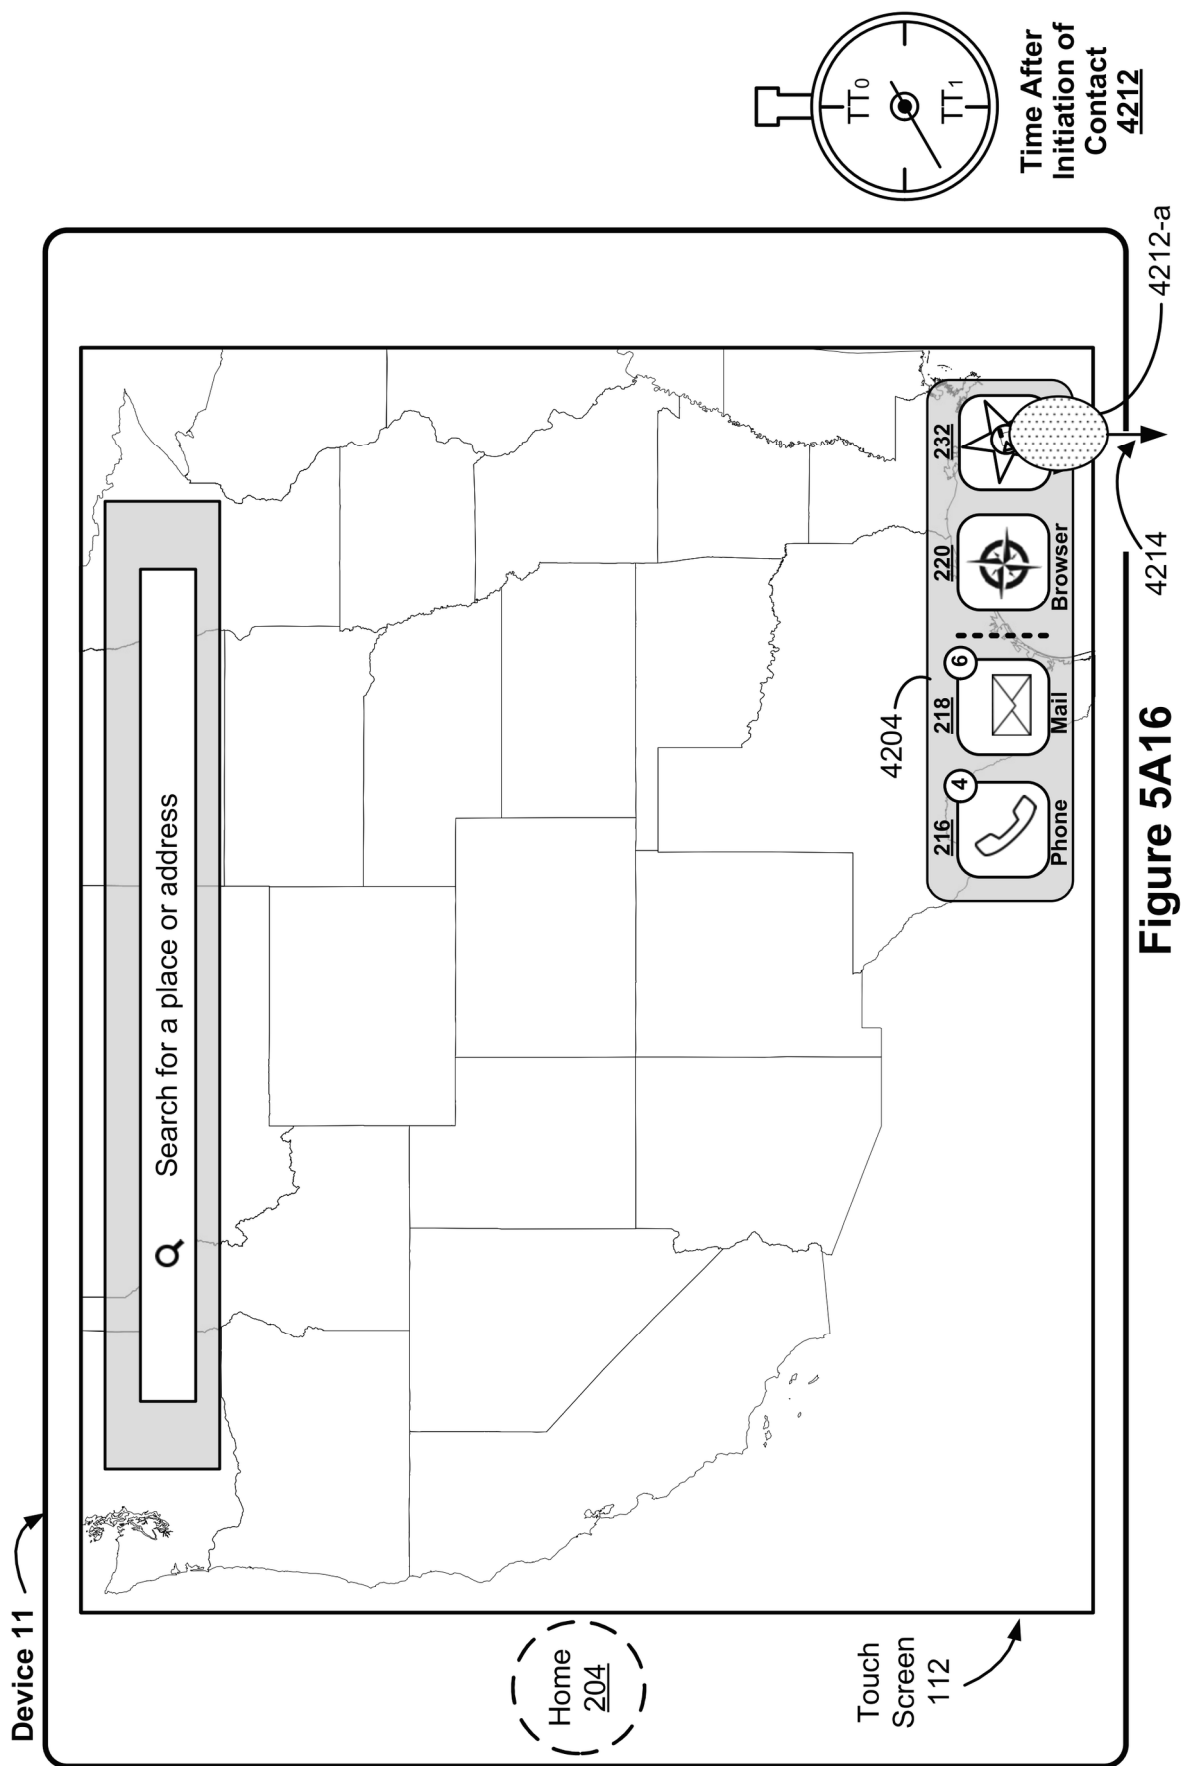 Device 11
Time After
Initiation of
Contact
4212
TT0
TT1
Search for a place or address
Home
204
Touch
Screen
112
4204
216
4
Phone
218
6
Mail
220
Browser
232
4212-a
4214
Figure 5A16